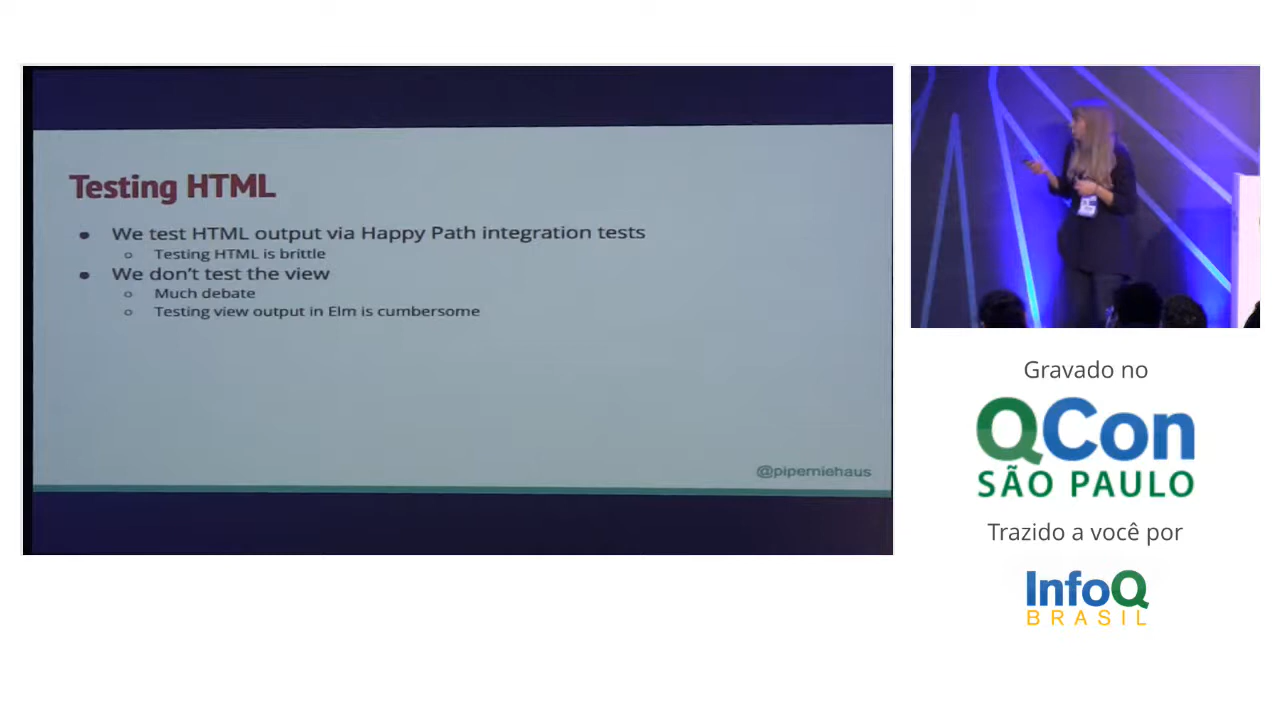 Testing HTML
We test HTML output via Happy Path integration tests
Testing HTML is brittle
We don't test the view
Much debate
Testing view output in Elm is cumbersome
@piperniehaus
Gravado no
QCon
SÃO PAULO
Trazido a você por
InfoQ
BRASIL